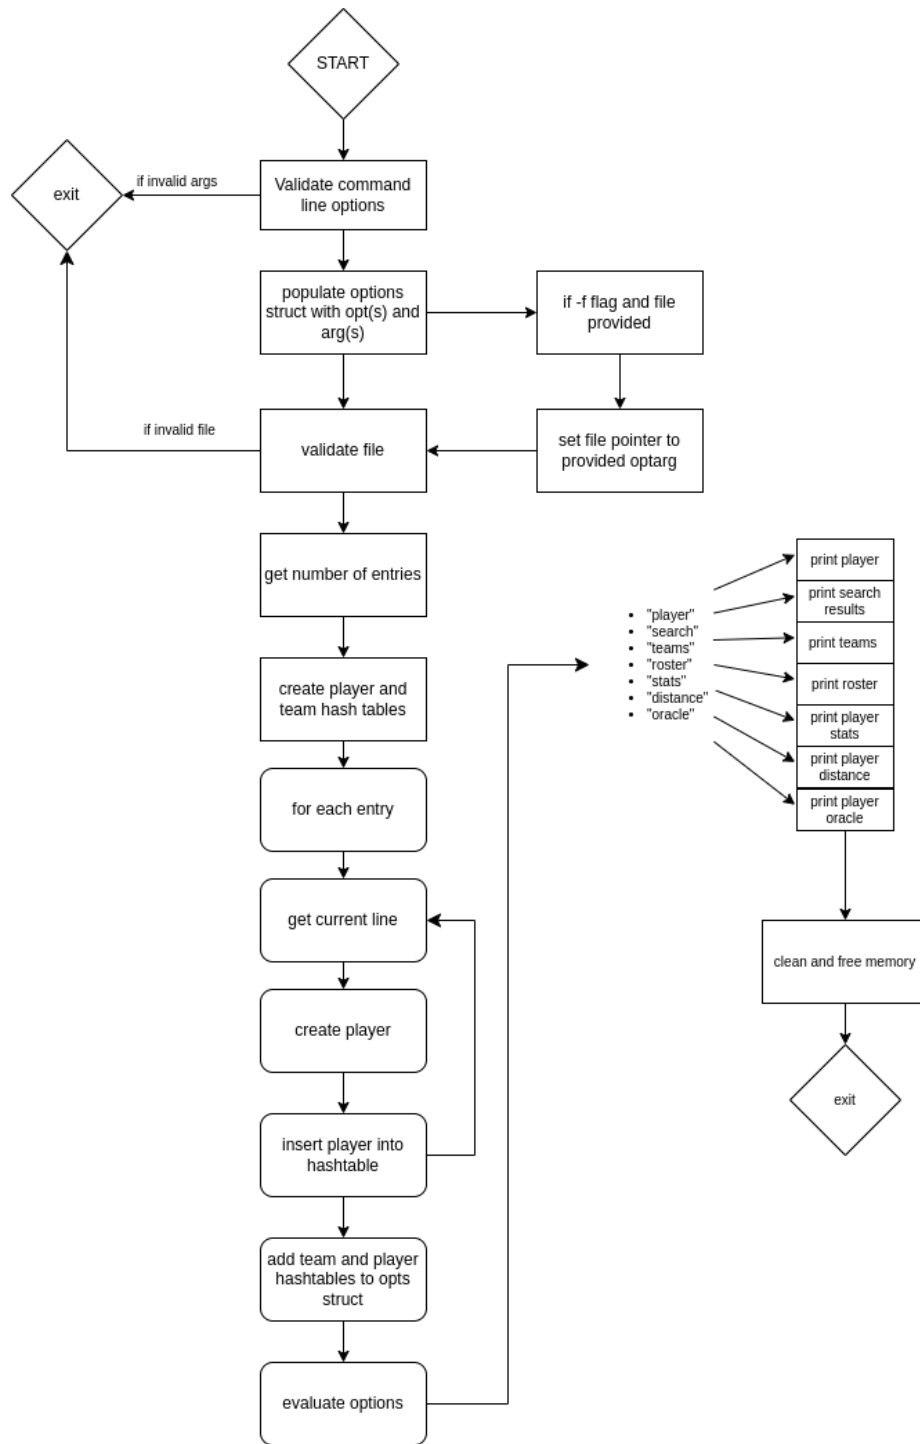 START
exit
if invalid args
Validate command
line options
populate options
struct with opt(s) and
arg(s)
if -f flag and file
provided
if invalid file
validate file
set file pointer to
provided optarg
get number of entries
create player and
team hash tables
for each entry
get current line
create player
insert player into
hashtable
add team and player
hashtables to opts
struct
evaluate options
• "player"
• "search"
• "teams"
• "roster"
• "stats"
• "distance"
• "oracle"
print player
print search
results
print teams
print roster
print player
stats
print player
distance
print player
oracle
clean and free memory
exit